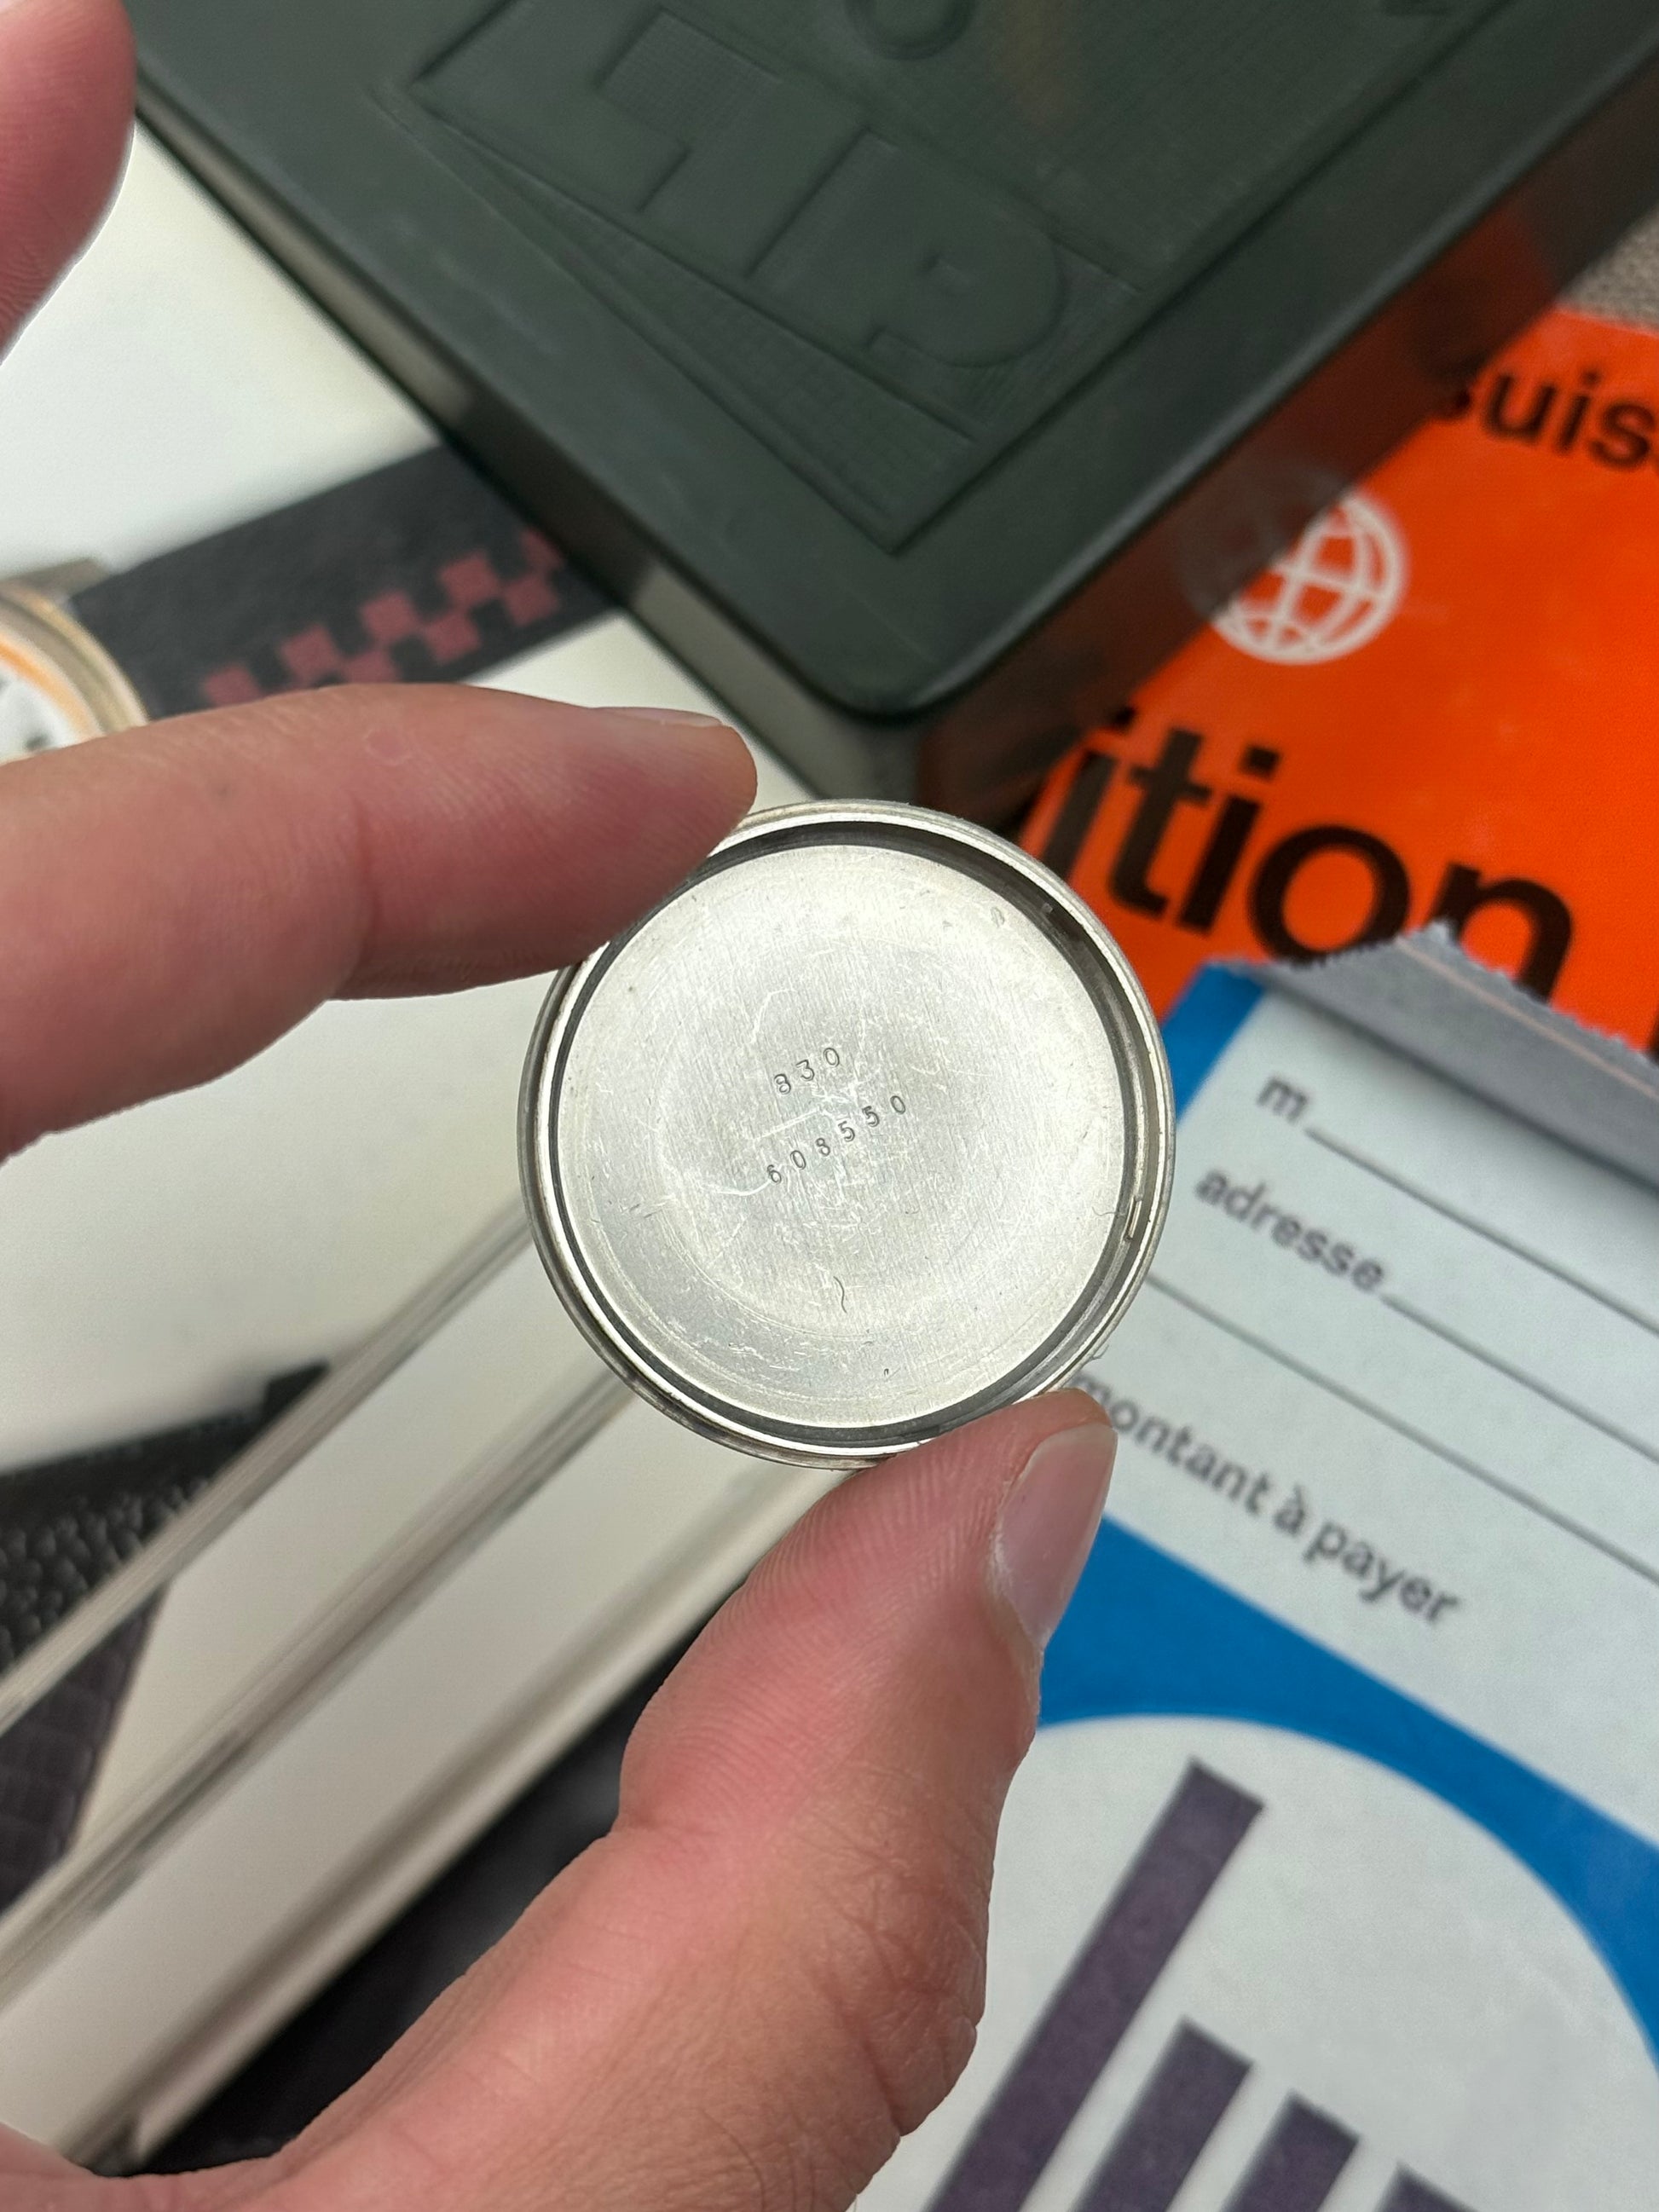 suis
ition
830
608550
m
adresse
montant à payer